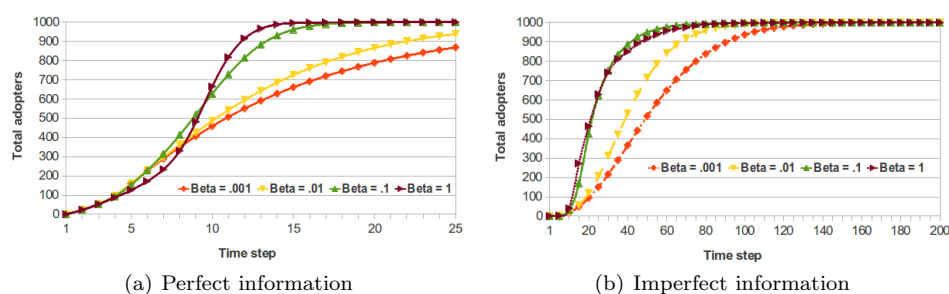 1000
900
800
700
600
500
400
300
200
100
0
Total adopters
1 5 10 15 20 25
Time step
Beta = .001 Beta = .01 Beta = .1 Beta = 1
(a) Perfect information
1000
900
800
700
600
500
400
300
200
100
0
Total adopters
1 20 40 60 80 100 120 140 160 180 200
Time step
Beta = .001 Beta = .01 Beta = .1 Beta = 1
(b) Imperfect information